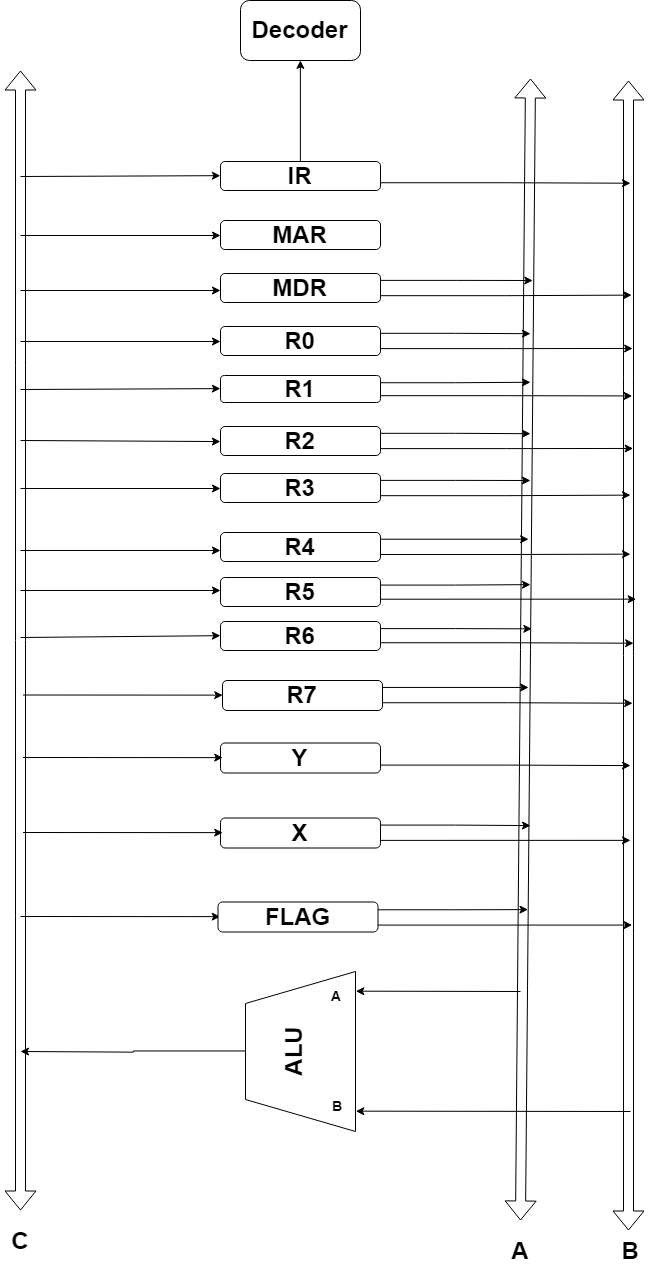 Decoder
IR
MAR
MDR
R0
R1
R2
R3
R4
R5
R6
R7
Y
X
FLAG
A
ALU
B
C
A
B